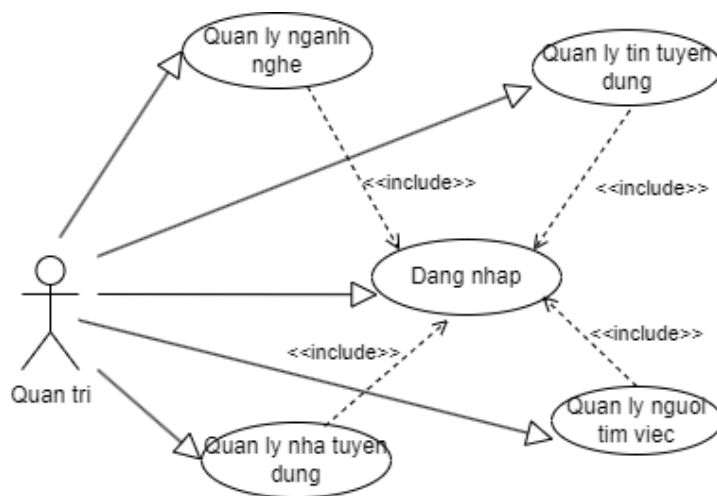 Quan ly nganh
nghe
Quan ly tin tuyen
dung
<<include>>
<<include>>
Dang nhap
<<include>>
<<include>>
Quan tri
Quan ly nha tuyen
dung
Quan ly nguoi
tim viec